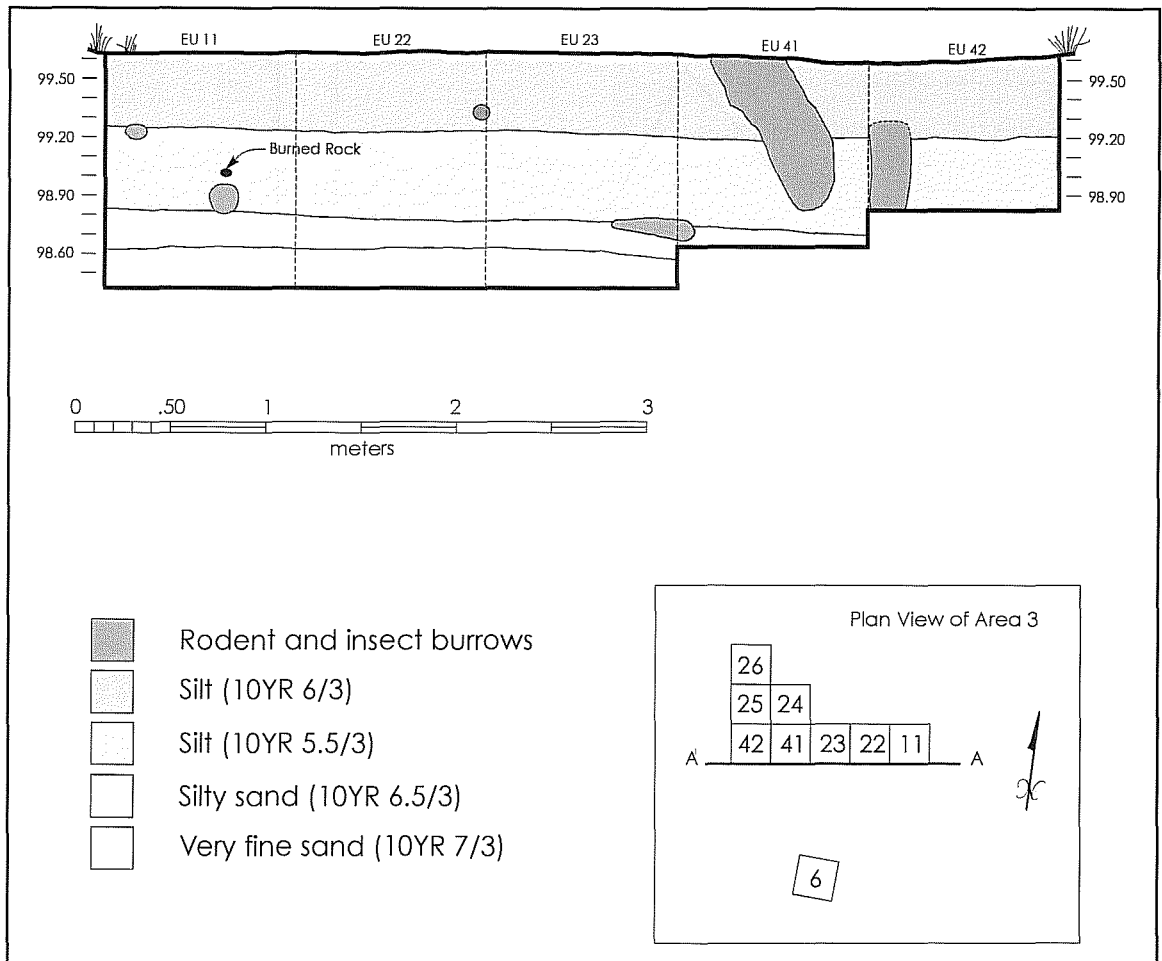 EU 11 EU 22 EU 23 EU 41 EU 42
99.50 99.50
99.20 99.20
Burned Rock
98.90 98.90
98.60
0 .50 1 2 3
meters
Rodent and insect burrows
Silt (10YR 6/3)
Silt (10YR 5.5/3)
Silty sand (10YR 6.5/3)
Very fine sand (10YR 7/3)
Plan View of Area 3
26
25 24
42 41 23 22 11
A' A
6